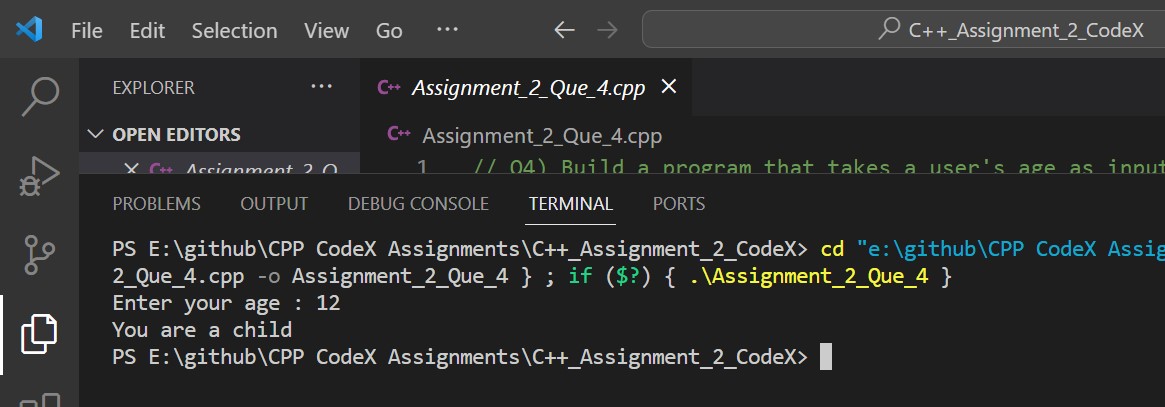 File Edit Selection View Go ··· C++_Assignment_2_CodeX
EXPLORER ···
OPEN EDITORS
Assignment_2_Q
C++ Assignment_2_Que_4.cpp
C++ Assignment_2_Que_4.cpp
1 // Q4) Build a program that takes a user's age as input
PROBLEMS OUTPUT DEBUG CONSOLE TERMINAL PORTS
PS E:\github\CPP CodeX Assignments\C++_Assignment_2_CodeX> cd "e:\github\CPP CodeX Assig
2_Que_4.cpp -o Assignment_2_Que_4 } ; if ($?) { .\Assignment_2_Que_4 }
Enter your age : 12
You are a child
PS E:\github\CPP CodeX Assignments\C++_Assignment_2_CodeX>